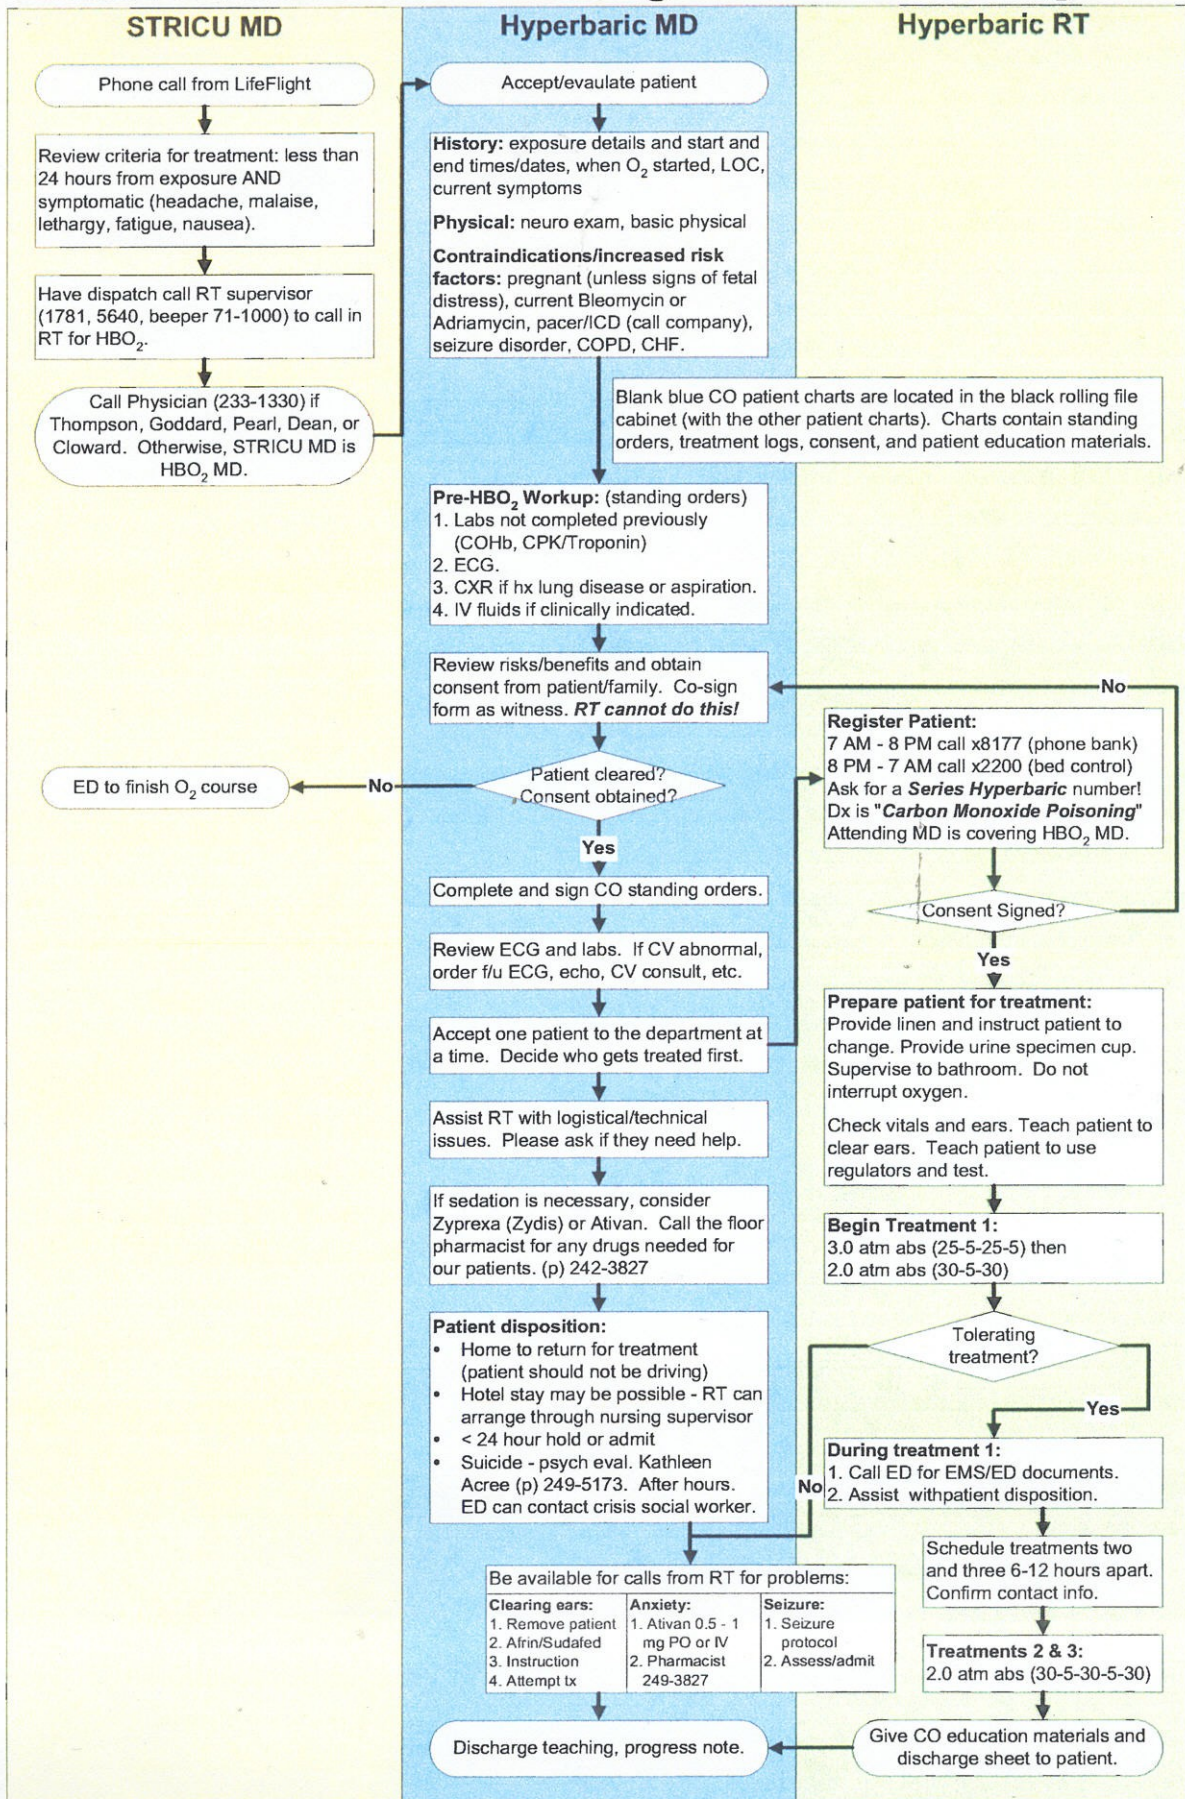 STRICU MD
Phone call from LifeFlight
Review criteria for treatment: less than
24 hours from exposure AND
symptomatic (headache, malaise,
lethargy, fatigue, nausea).
Have dispatch call RT supervisor
(1781, 5640, beeper 71-1000) to call in
RT for HBO₂.
Call Physician (233-1330) if
Thompson, Goddard, Pearl, Dean, or
Cloward. Otherwise, STRICU MD is
HBO₂ MD.
ED to finish O₂ course
Hyperbaric MD
Accept/evaulate patient
History: exposure details and start and
end times/dates, when O₂ started, LOC,
current symptoms
Physical: neuro exam, basic physical
Contraindications/increased risk
factors: pregnant (unless signs of fetal
distress), current Bleomycin or
Adriamycin, pacer/ICD (call company),
seizure disorder, COPD, CHF.
Blank blue CO patient charts are located in the black rolling file
cabinet (with the other patient charts). Charts contain standing
orders, treatment logs, consent, and patient education materials.
Pre-HBO₂ Workup: (standing orders)
1. Labs not completed previously
(COHb, CPK/Troponin)
2. ECG.
3. CXR if hx lung disease or aspiration.
4. IV fluids if clinically indicated.
Review risks/benefits and obtain
consent from patient/family. Co-sign
form as witness. RT cannot do this!
Patient cleared?
Consent obtained?
No
Yes
Complete and sign CO standing orders.
Review ECG and labs. If CV abnormal,
order f/u ECG, echo, CV consult, etc.
Accept one patient to the department at
a time. Decide who gets treated first.
Assist RT with logistical/technical
issues. Please ask if they need help.
If sedation is necessary, consider
Zyprexa (Zydis) or Ativan. Call the floor
pharmacist for any drugs needed for
our patients. (p) 242-3827
Patient disposition:
• Home to return for treatment
(patient should not be driving)
• Hotel stay may be possible - RT can
arrange through nursing supervisor
• < 24 hour hold or admit
• Suicide - psych eval. Kathleen
Acree (p) 249-5173. After hours.
ED can contact crisis social worker.
Be available for calls from RT for problems:
Clearing ears:
1. Remove patient
2. Afrin/Sudafed
3. Instruction
4. Attempt tx
Anxiety:
1. Ativan 0.5 - 1
mg PO or IV
2. Pharmacist
249-3827
Seizure:
1. Seizure
protocol
2. Assess/admit
Discharge teaching, progress note.
Hyperbaric RT
No
Register Patient:
7 AM - 8 PM call x8177 (phone bank)
8 PM - 7 AM call x2200 (bed control)
Ask for a Series Hyperbaric number!
Dx is "Carbon Monoxide Poisoning"
Attending MD is covering HBO₂ MD.
Consent Signed?
Yes
Prepare patient for treatment:
Provide linen and instruct patient to
change. Provide urine specimen cup.
Supervise to bathroom. Do not
interrupt oxygen.
Check vitals and ears. Teach patient to
clear ears. Teach patient to use
regulators and test.
Begin Treatment 1:
3.0 atm abs (25-5-25-5) then
2.0 atm abs (30-5-30)
Tolerating
treatment?
Yes
No
During treatment 1:
1. Call ED for EMS/ED documents.
2. Assist withpatient disposition.
Schedule treatments two
and three 6-12 hours apart.
Confirm contact info.
Treatments 2 & 3:
2.0 atm abs (30-5-30-5-30)
Give CO education materials and
discharge sheet to patient.